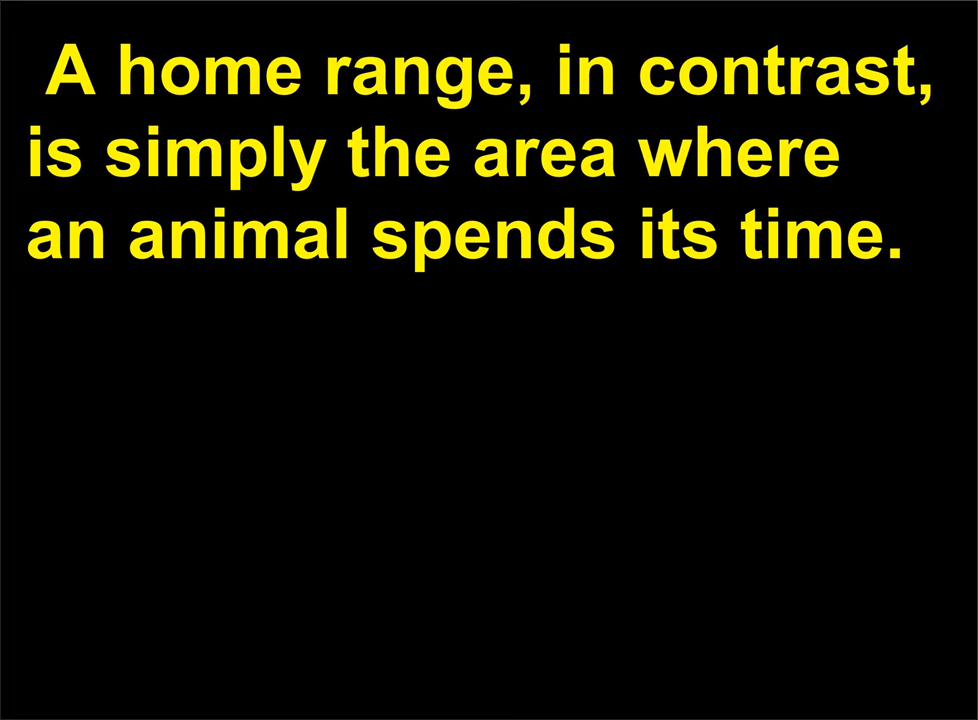 A home range, in contrast,
is simply the area where
an animal spends its time.